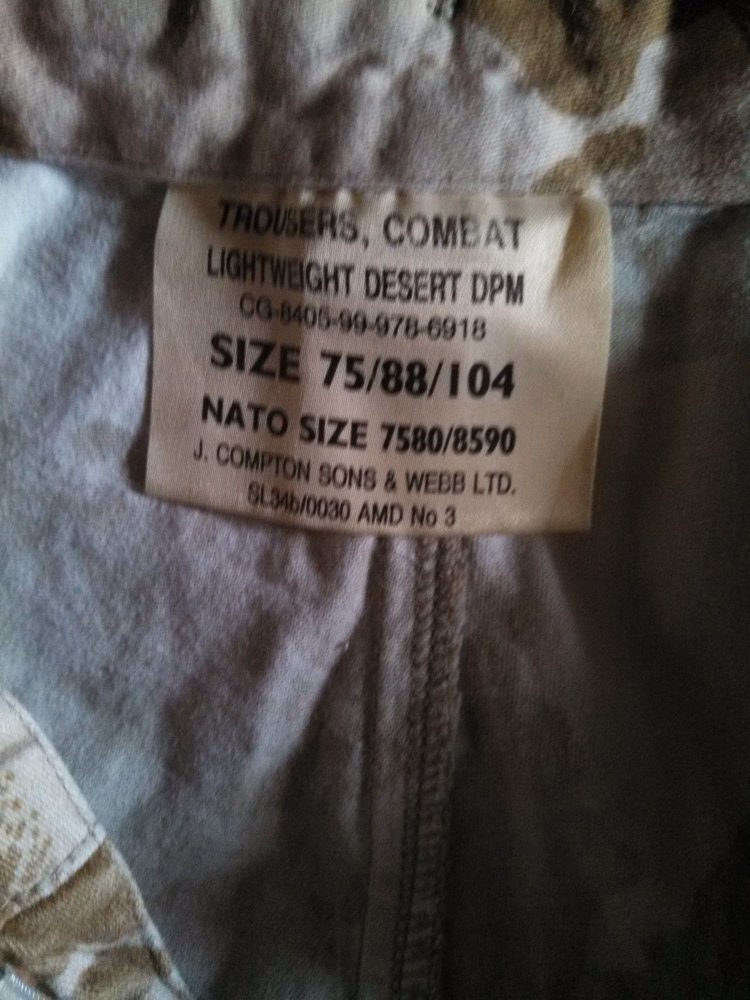 TROUSERS, COMBAT
LIGHTWEIGHT DESERT DPM
CG-8405-99-978-6918
SIZE 75/88/104
NATO SIZE 7580/8590
J. COMPTON SONS & WEBB LTD.
SL34b/0030 AMD No 3